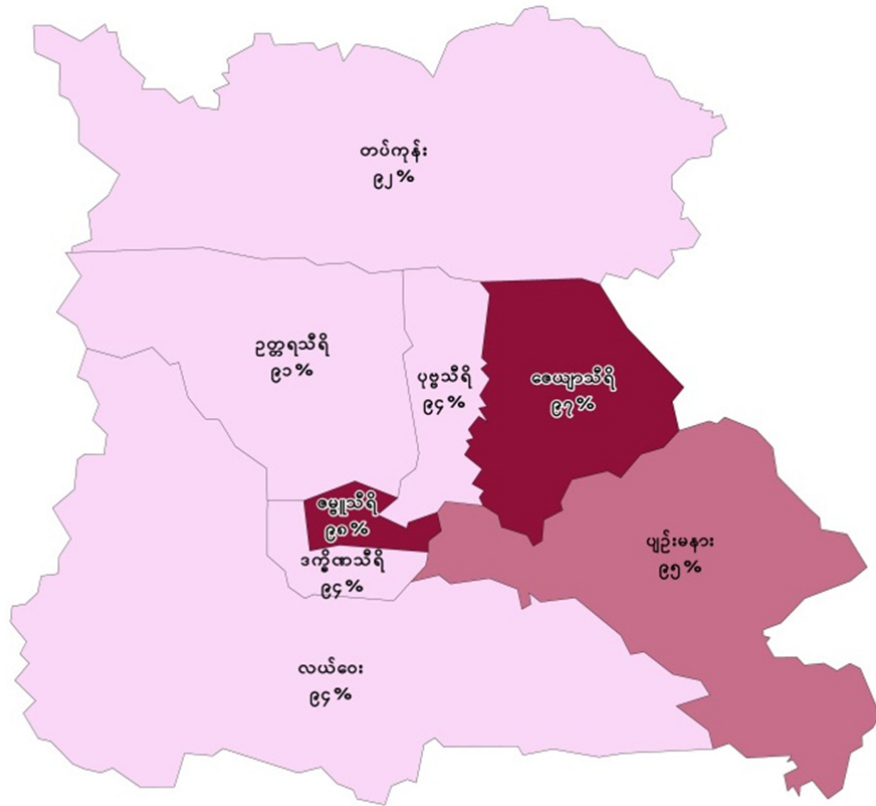 တပ်ကုန်း
၉၂%
ဥတ္တရသီရိ
၉၁%
ပုဗ္ဗသီရိ
၉၄%
ဇေယျာသီရိ
၉၇%
ဇမ္ဗူသီရိ
၉၈%
ဒက္ခိဏသီရိ
၉၄%
ပျဉ်းမနား
၉၅%
လယ်ဝေး
၉၄%